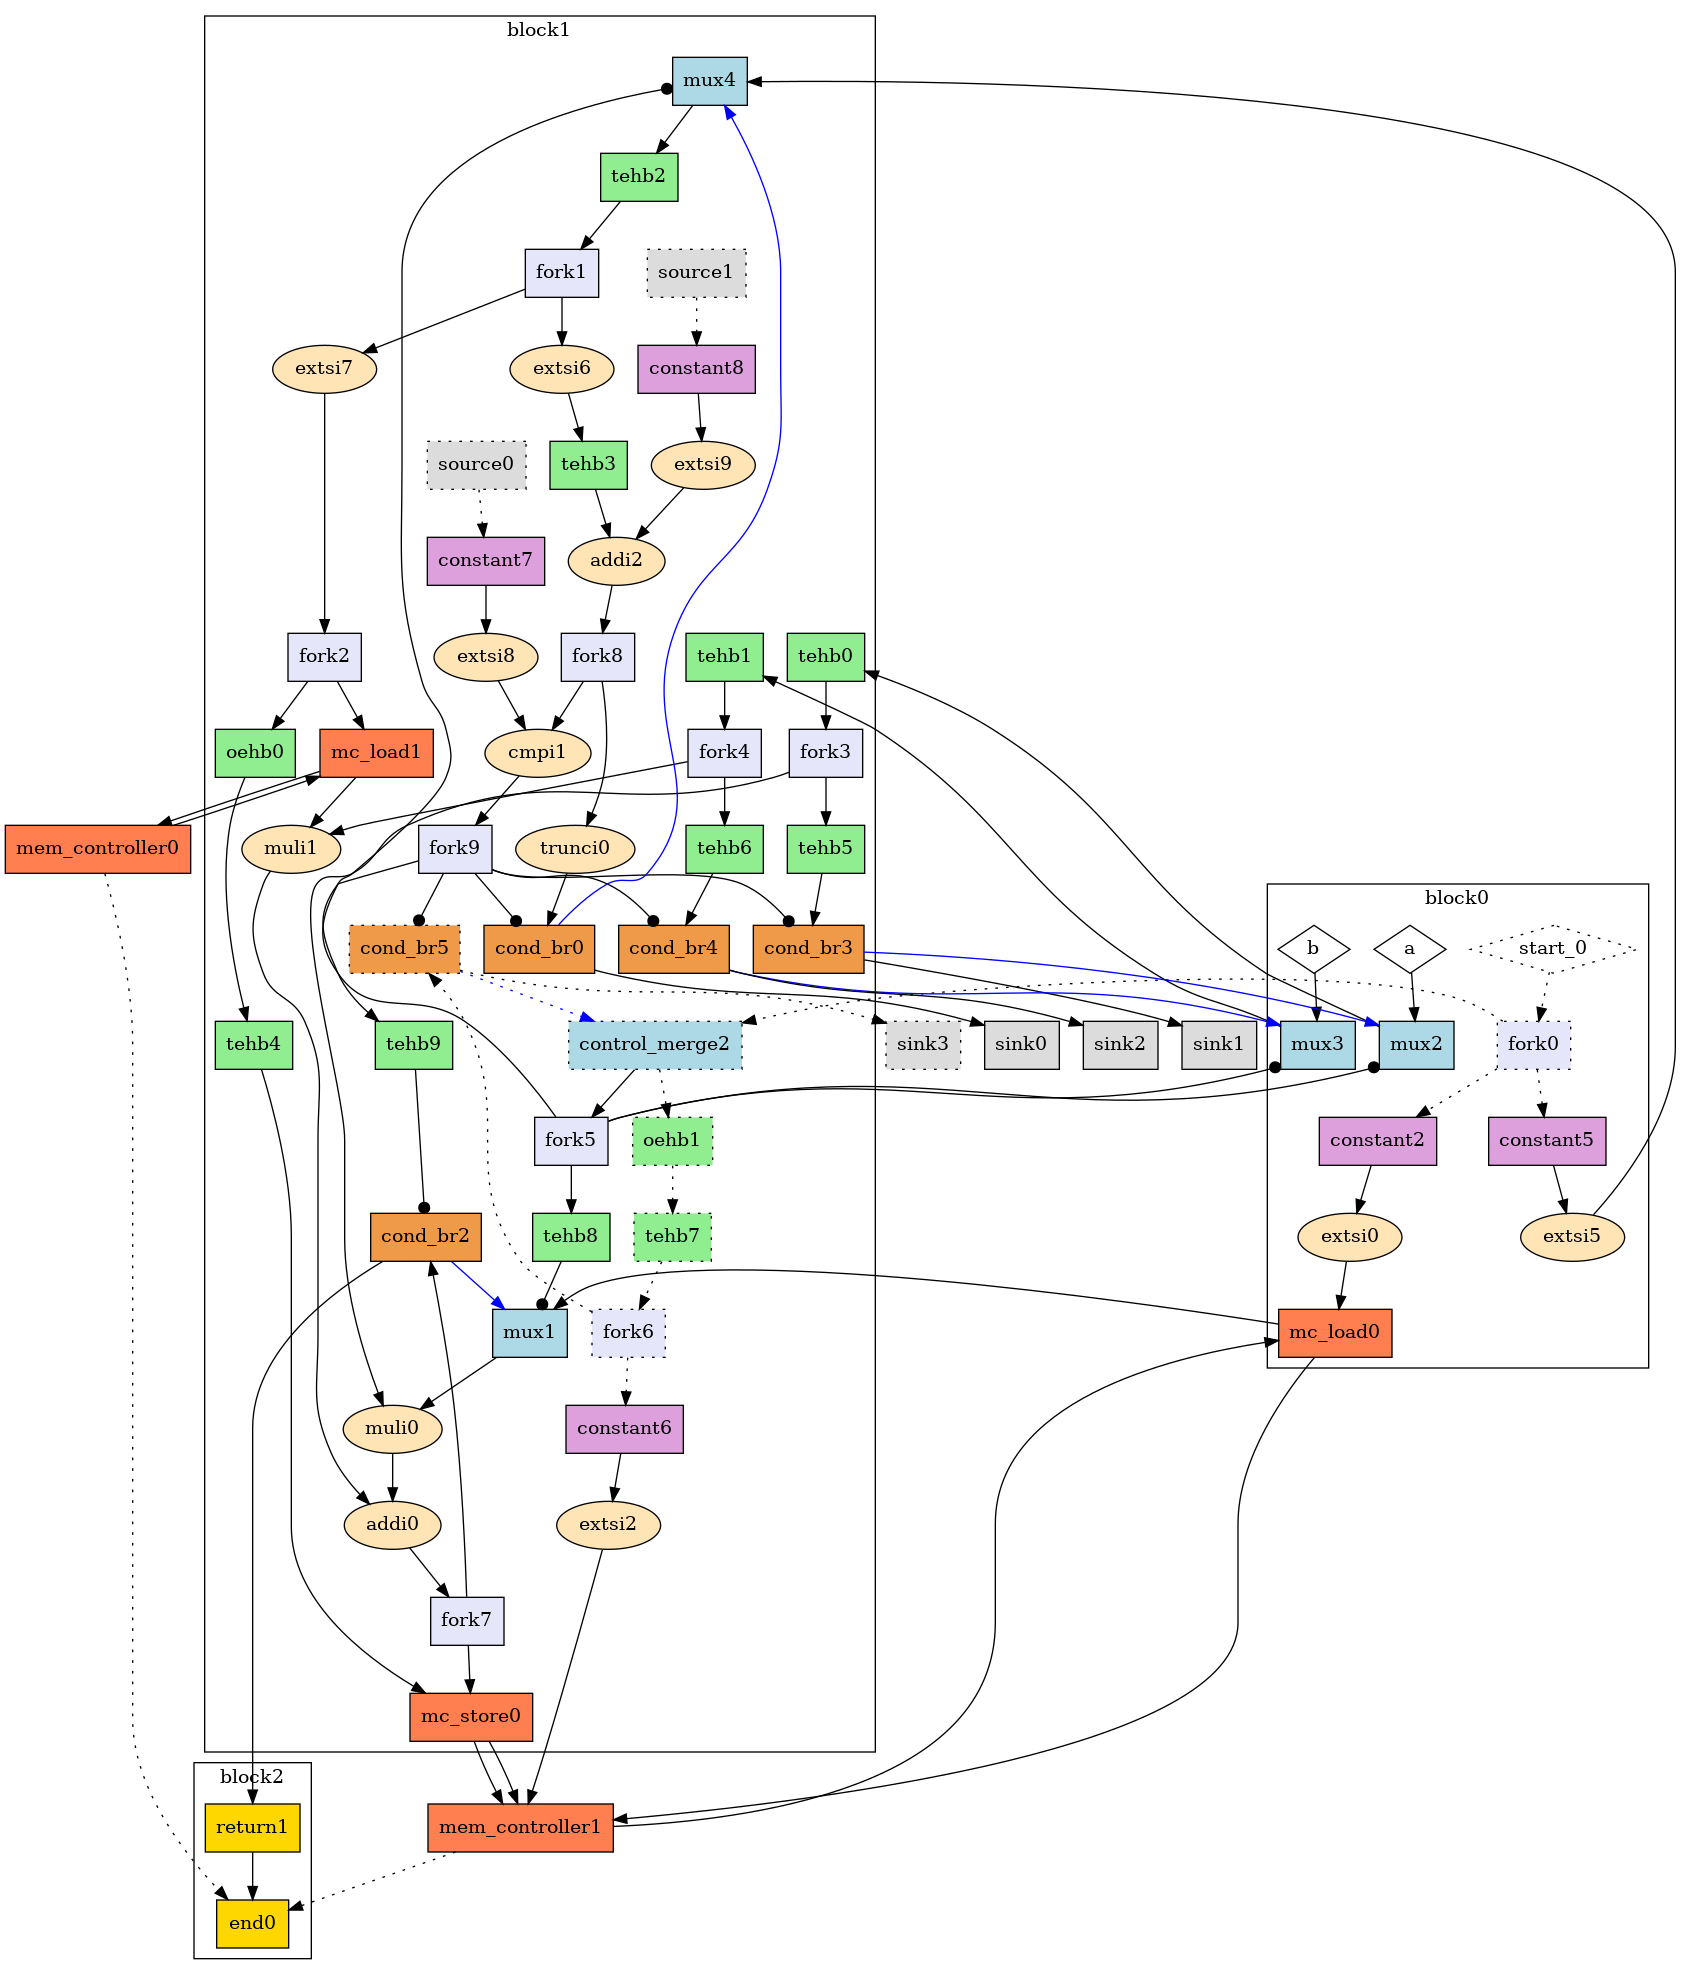 block1
mux4
tehb2
fork1
source1
extsi7
extsi6
constant8
source0
tehb3
extsi9
constant7
addi2
fork2
extsi8
fork8
tehb1
tehb0
oehb0
mc_load1
cmpi1
fork4
fork3
mem_controller0
muli1
fork9
trunci0
tehb6
tehb5
block0
cond_br5
cond_br0
cond_br4
cond_br3
b
a
start_0
tehb4
tehb9
control_merge2
sink3
sink0
sink2
sink1
mux3
mux2
fork0
fork5
oehb1
constant2
constant5
cond_br2
tehb8
tehb7
extsi0
extsi5
mux1
fork6
mc_load0
muli0
constant6
addi0
extsi2
fork7
mc_store0
block2
return1
mem_controller1
end0